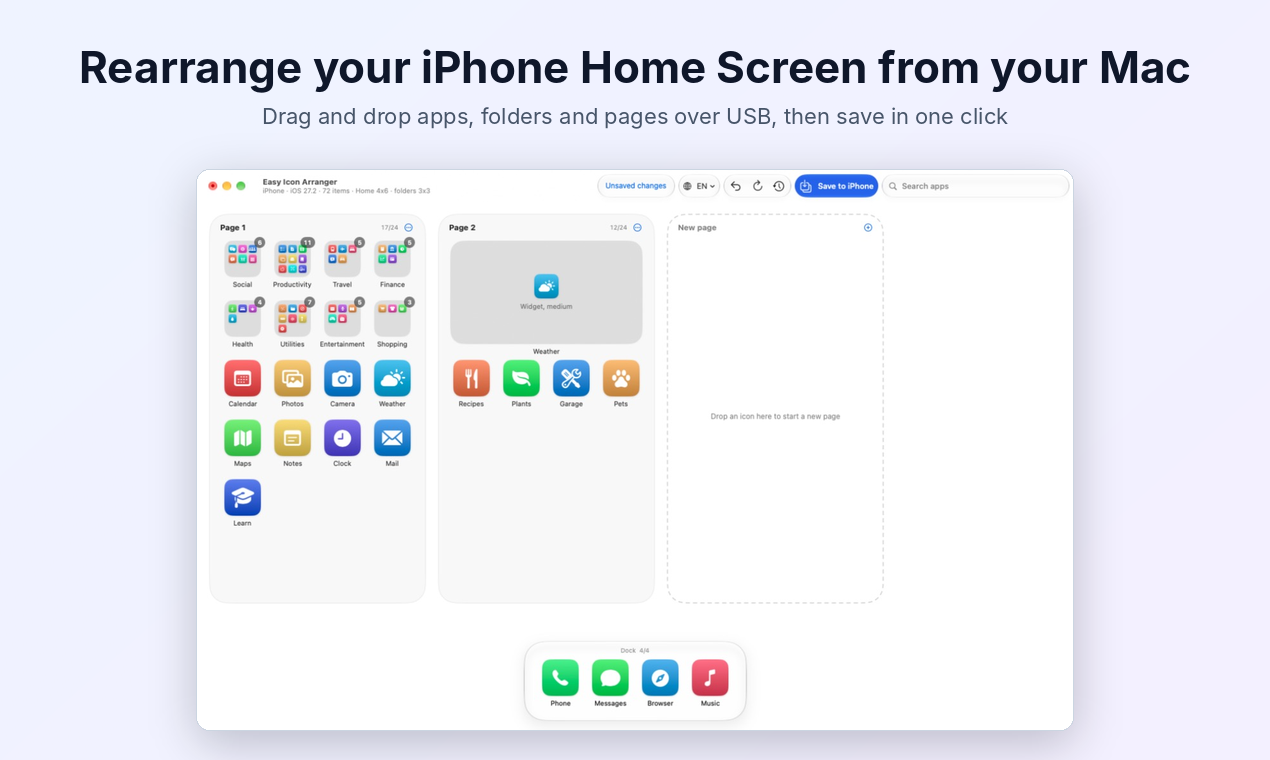 Rearrange your iPhone Home Screen from your Mac
Drag and drop apps, folders and pages over USB, then save in one click
Easy Icon Arranger
iPhone · iOS 27.2 · 72 items · Home 4x6 · folders 3x3
Unsaved changes
EN
Save to iPhone
Search apps
Page 1
17/24
6
11
5
5
Social
Productivity
Travel
Finance
4
7
5
3
Health
Utilities
Entertainment
Shopping
Calendar
Photos
Camera
Weather
Maps
Notes
Clock
Mail
Learn
Page 2
12/24
Widget, medium
Weather
Recipes
Plants
Garage
Pets
New page
Drop an icon here to start a new page
Dock 4/4
Phone
Messages
Browser
Music